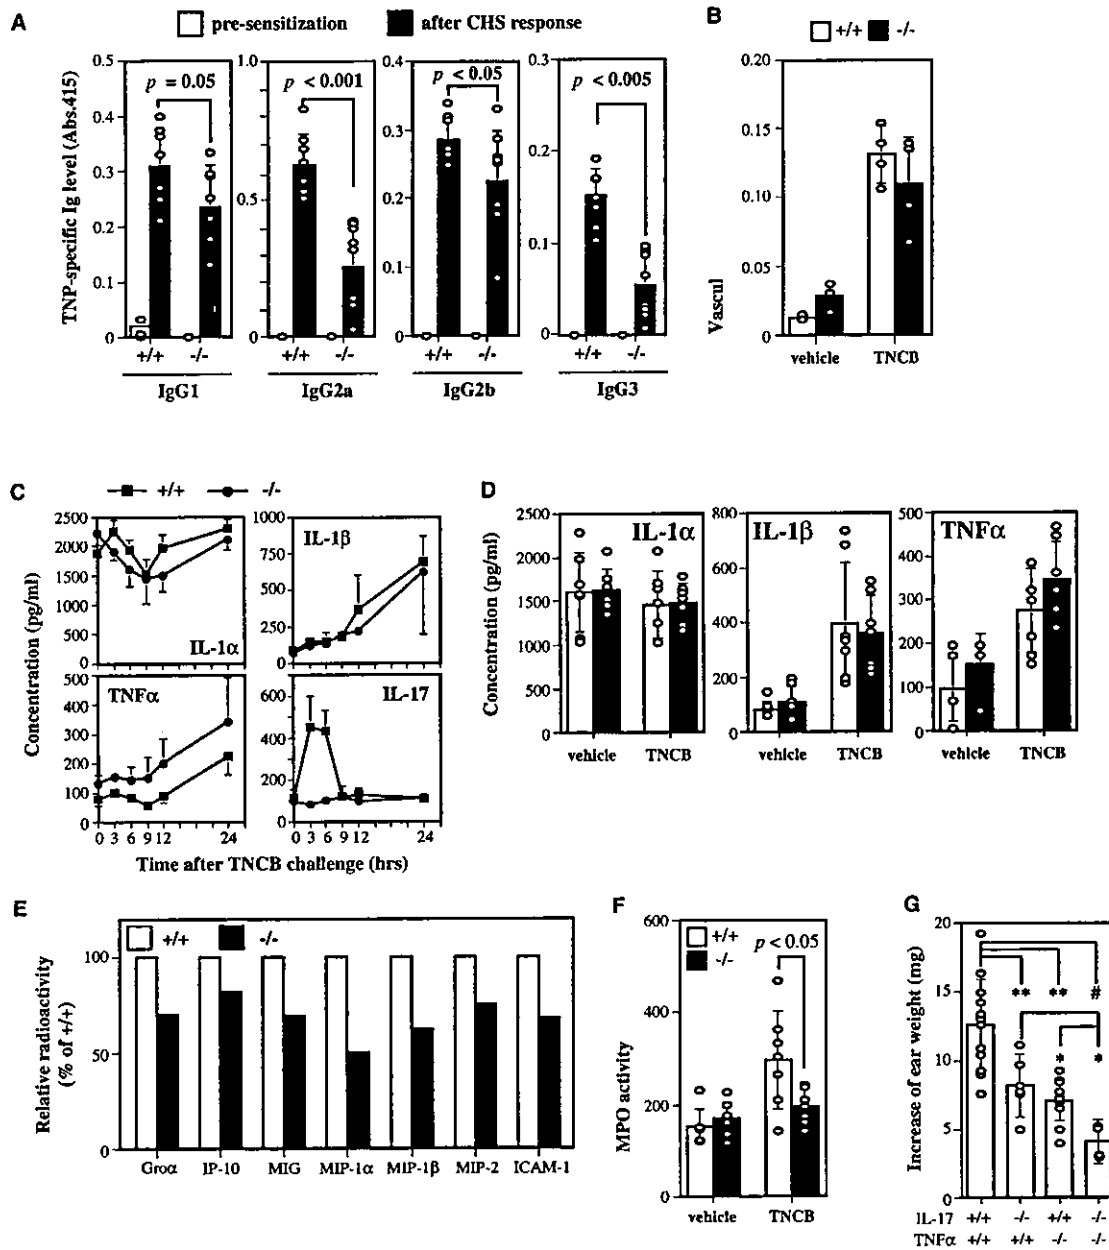 A
pre-sensitization
after CHS response
TNP-specific Ig level (Abs.415)
0.5
0.4
0.3
0.2
0.1
0
p = 0.05
+/+ -/-
IgG1
1.0
0.5
0
p < 0.001
+/+ -/-
IgG2a
0.4
0.3
0.2
0.1
0
p < 0.05
+/+ -/-
IgG2b
0.3
0.2
0.1
0
p < 0.005
+/+ -/-
IgG3
B
+/+ -/-
Vascul
0.20
0.15
0.10
0.05
0
vehicle TNCB
C
+/+ -/-
Concentration (pg/ml)
2500
2000
1500
1000
500
0
IL-1α
1000
750
500
250
0
IL-1β
500
400
300
200
100
0
TNFα
0 3 6 9 12 24
600
400
200
100
0
IL-17
0 3 6 9 12 24
Time after TNCB challenge (hrs)
D
Concentration (pg/ml)
2500
2000
1500
1000
500
0
IL-1α
vehicle TNCB
800
600
400
200
0
IL-1β
vehicle TNCB
500
400
300
200
100
0
TNFα
vehicle TNCB
E
+/+ -/-
Relative radioactivity
(% of +/+)
100
50
0
Groα IP-10 MIG MIP-1α MIP-1β MIP-2 ICAM-1
F
+/+
-/-
p < 0.05
MPO activity
600
400
200
0
vehicle TNCB
G
Increase of ear weight (mg)
20
15
10
5
0
** ** #
* *
IL-17 +/+ -/- +/+ -/-
TNFα +/+ +/+ -/- -/-